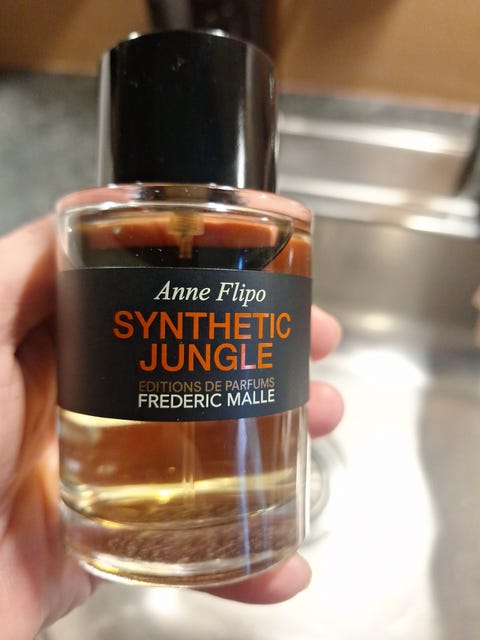 Anne Flipo
SYNTHETIC
JUNGLE
EDITIONS DE PARFUMS
FREDERIC MALLE